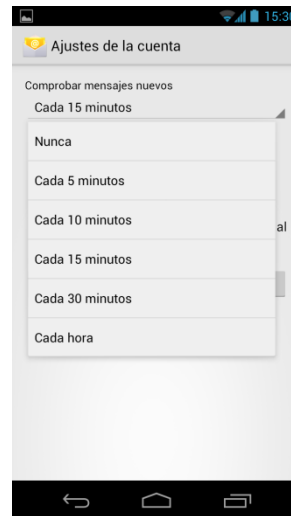 15:30
Ajustes de la cuenta
Comprobar mensajes nuevos
Cada 15 minutos
Nunca
Cada 5 minutos
Cada 10 minutos
al
Cada 15 minutos
Cada 30 minutos
Cada hora